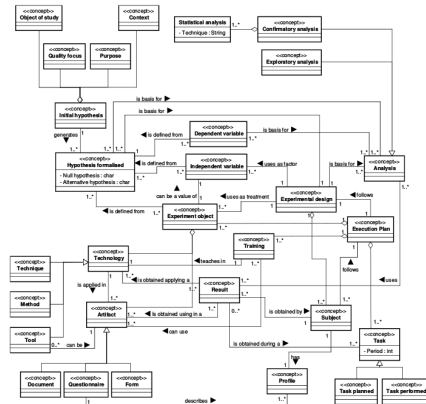 <<concept>>
Object of study
<<concept>>
Context
<<concept>>
Quality focus
<<concept>>
Purpose
<<concept>>
Statistical analysis
- Technique : String
1..*
<<concept>>
Confirmatory analysis
<<concept>>
Exploratory analysis
<<concept>>
Initial hypothesis
generates
is basis for
is basis for
<<concept>>
Dependent variable
is defined from
is basis for
<<concept>>
Hypothesis formalised
- Null hypothesis : char
- Alternative hypothesis : char
is defined from
<<concept>>
Independent variable
uses as factor
is basis for
<<concept>>
Analysis
can be a value of
uses as treatment
<<concept>>
Experimental design
follows
is defined from
<<concept>>
Experiment object
<<concept>>
Execution Plan
<<concept>>
Training
<<concept>>
Technology
teaches in
follows
<<concept>>
Technique
is obtained applying a
uses
<<concept>>
Method
is applied in
<<concept>>
Result
<<concept>>
Artifact
is obtained using in a
is obtained by
<<concept>>
Subject
<<concept>>
Tool
0..*
can be
can use
is obtained during a
<<concept>>
Task
- Period : int
has
<<concept>>
Document
<<concept>>
Questionnaire
<<concept>>
Form
<<concept>>
Profile
<<concept>>
Task planned
<<concept>>
Task performed
describes